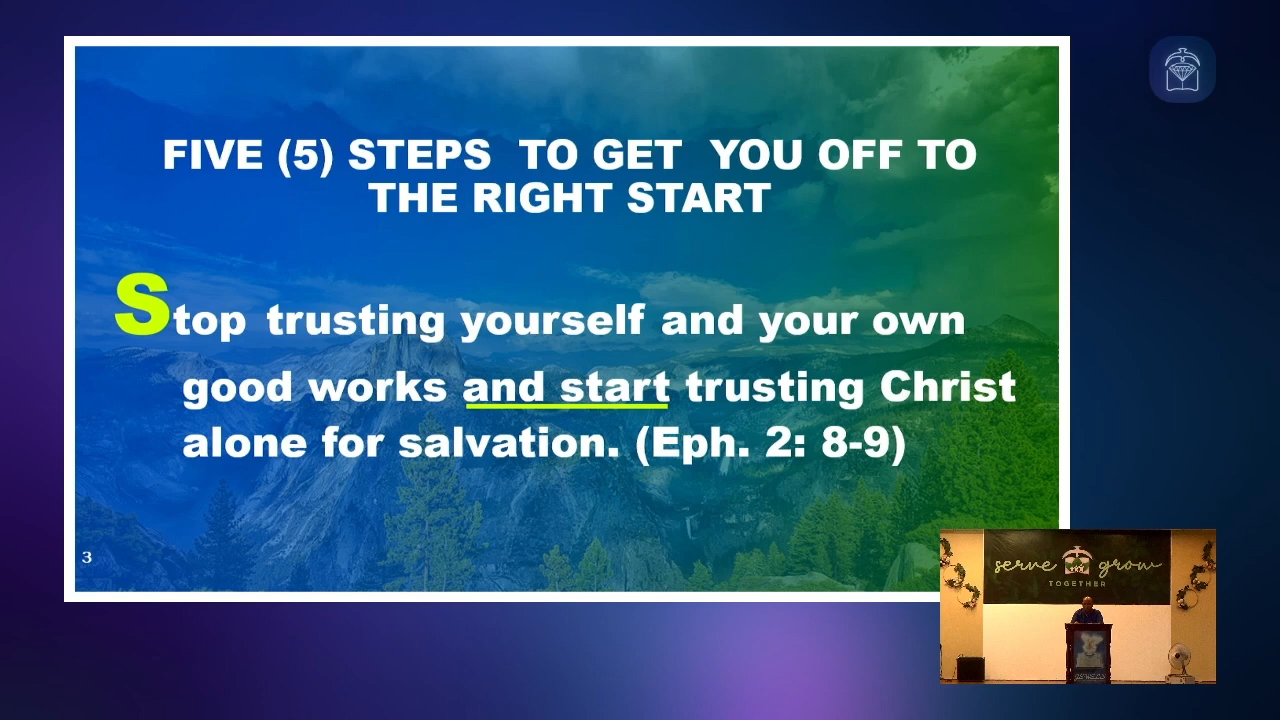 FIVE (5) STEPS TO GET YOU OFF TO
THE RIGHT START
Stop trusting yourself and your own
good works and start trusting Christ
alone for salvation. (Eph. 2: 8-9)
3
serve grow
TOGETHER